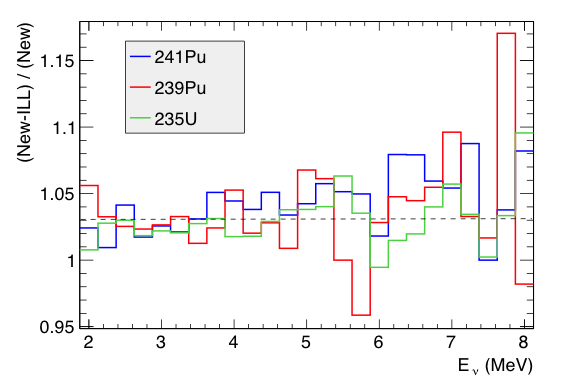 (New-ILL) / (New)
241Pu
239Pu
235U
1.15
1.1
1.05
1
0.95
2 3 4 5 6 7 8
E_ν (MeV)